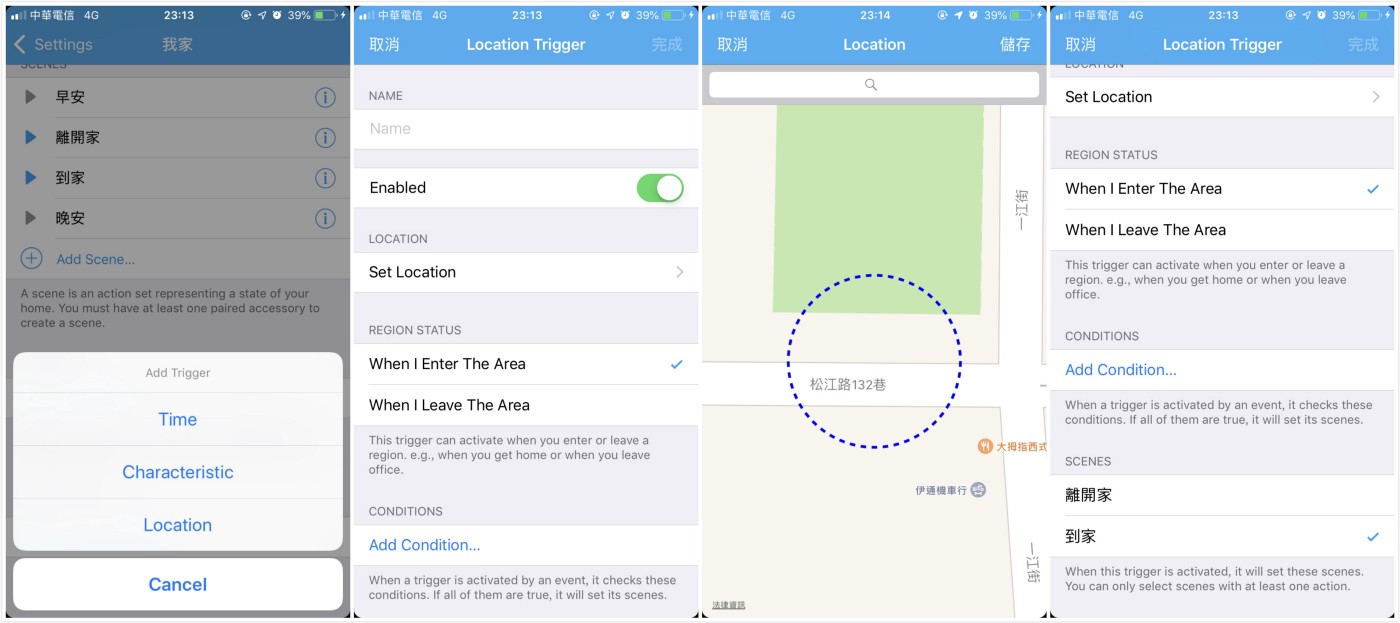 中華電信 4G 23:13 39%
Settings 我家
SCENES
早安
離開家
到家
晚安
Add Scene...
A scene is an action set representing a state of your
home. You must have at least one paired accessory to
create a scene.
Add Trigger
Time
Characteristic
Location
Cancel
中華電信 4G 23:13 39%
取消 Location Trigger 完成
NAME
Name
Enabled
LOCATION
Set Location
REGION STATUS
When I Enter The Area
When I Leave The Area
This trigger can activate when you enter or leave a
region. e.g., when you get home or when you leave
office.
CONDITIONS
Add Condition...
When a trigger is activated by an event, it checks these
conditions. If all of them are true, it will set its scenes.
中華電信 4G 23:14 39%
取消 Location 儲存
一江街
松江路132巷
大拇指西式
伊通機車行
一江街
法律資訊
中華電信 4G 23:13 39%
取消 Location Trigger 完成
LOCATION
Set Location
REGION STATUS
When I Enter The Area
When I Leave The Area
This trigger can activate when you enter or leave a
region. e.g., when you get home or when you leave
office.
CONDITIONS
Add Condition...
When a trigger is activated by an event, it checks these
conditions. If all of them are true, it will set its scenes.
SCENES
離開家
到家
When this trigger is activated, it will set these scenes.
You can only select scenes with at least one action.